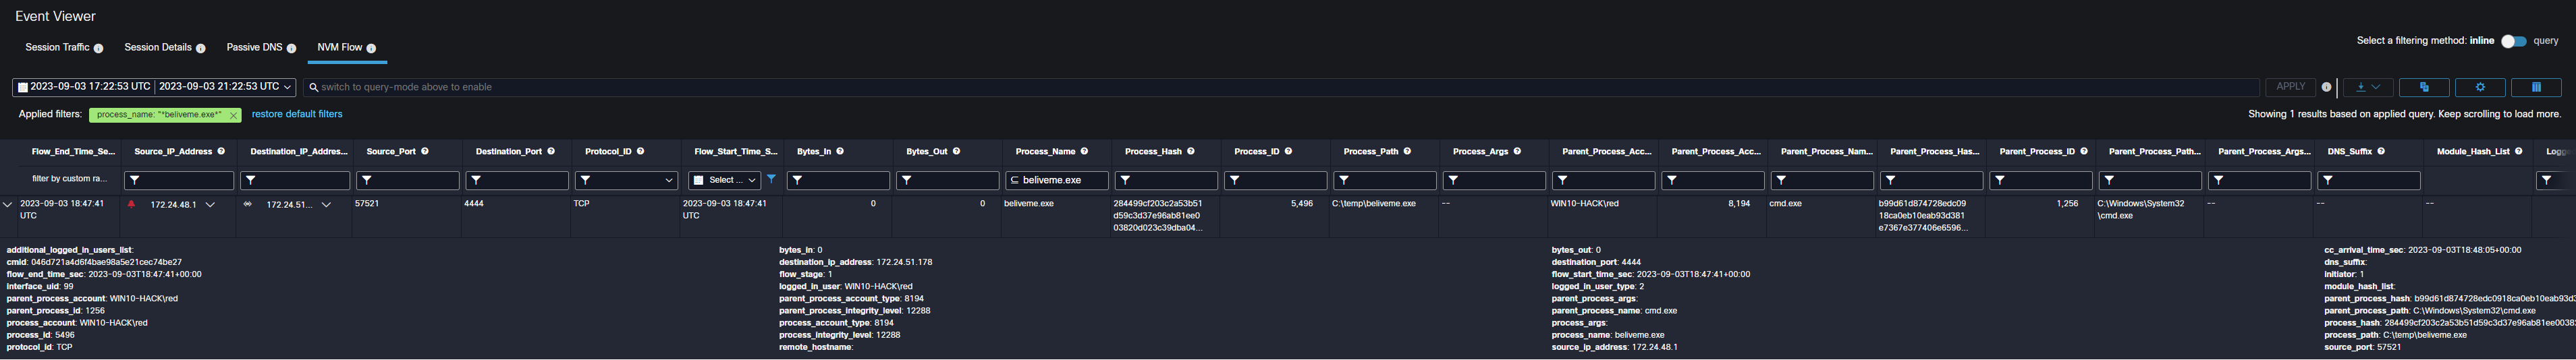 Event Viewer
Session Traffic
Session Details
Passive DNS
NVM Flow
Select a filtering method: inline query
2023-09-03 17:22:53 UTC 2023-09-03 21:22:53 UTC
switch to query-mode above to enable
APPLY
Applied filters: process_name: "*beliveme.exe*" restore default filters
Showing 1 results based on applied query. Keep scrolling to load more.
Flow_End_Time_Se... Source_IP_Address Destination_IP_Addres... Source_Port Destination_Port Protocol_ID Flow_Start_Time_S... Bytes_In Bytes_Out Process_Name Process_Hash Process_ID Process_Path Process_Args Parent_Process_Acc... Parent_Process_Acc... Parent_Process_Nam... Parent_Process_Has... Parent_Process_ID Parent_Process_Path... Parent_Process_Args... DNS_Suffix Module_Hash_List Logge
filter by custom ra... Select ... beliveme.exe
2023-09-03 18:47:41 172.24.48.1 172.24.51... 57521 4444 TCP 2023-09-03 18:47:41 0 0 beliveme.exe 284499cf203c2a53b51 5,496 C:\temp\beliveme.exe -- WIN10-HACK\red 8,194 cmd.exe b99d61d874728edc09 1,256 C:\Windows\System32 -- -- --
UTC UTC d59c3d37e96ab81ee0 18ca0eb10eab93d381 \cmd.exe
03820d023c39dba04... e7367e377406e6596...
additional_logged_in_users_list:
cmid: 046d721a4d6f4bae98a5e21cec74be27
flow_end_time_sec: 2023-09-03T18:47:41+00:00
interface_uid: 99
parent_process_account: WIN10-HACK\red
parent_process_id: 1256
process_account: WIN10-HACK\red
process_id: 5496
protocol_id: TCP
bytes_in: 0
destination_ip_address: 172.24.51.178
flow_stage: 1
logged_in_user: WIN10-HACK\red
parent_process_account_type: 8194
parent_process_integrity_level: 12288
process_account_type: 8194
process_integrity_level: 12288
remote_hostname:
bytes_out: 0
destination_port: 4444
flow_start_time_sec: 2023-09-03T18:47:41+00:00
logged_in_user_type: 2
parent_process_args:
parent_process_name: cmd.exe
process_args:
process_name: beliveme.exe
source_ip_address: 172.24.48.1
cc_arrival_time_sec: 2023-09-03T18:48:05+00:00
dns_suffix:
initiator: 1
module_hash_list:
parent_process_hash: b99d61d874728edc0918ca0eb10eab93d3
parent_process_path: C:\Windows\System32\cmd.exe
process_hash: 284499cf203c2a53b51d59c3d37e96ab81ee0038
process_path: C:\temp\beliveme.exe
source_port: 57521